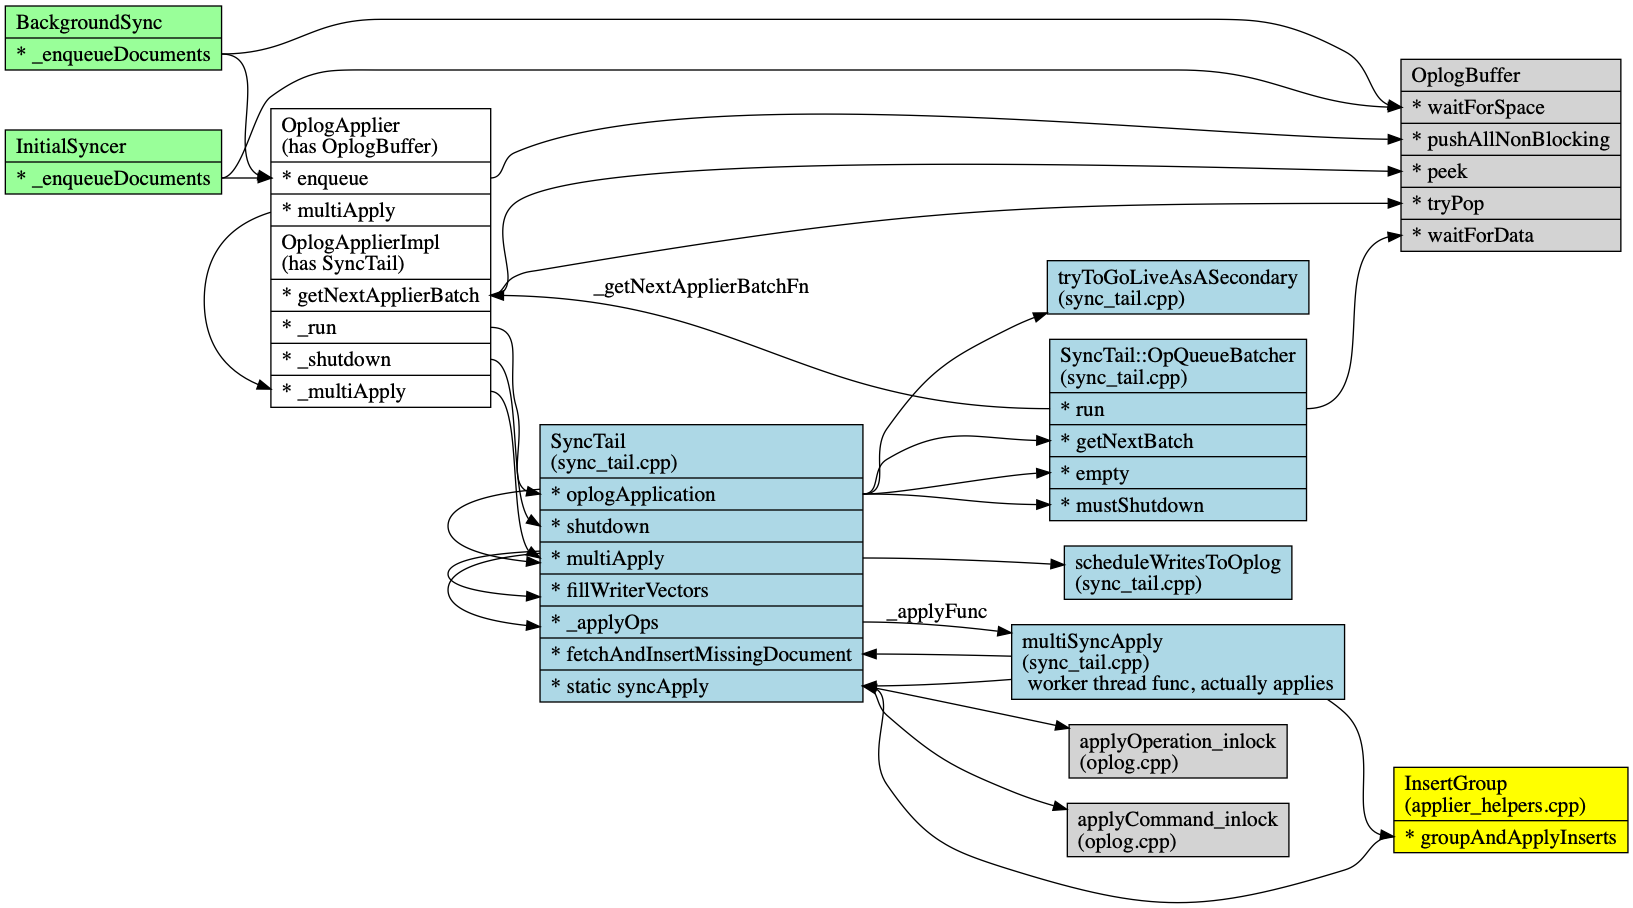 BackgroundSync
* _enqueueDocuments
InitialSyncer
* _enqueueDocuments
OplogApplier
(has OplogBuffer)
* enqueue
* multiApply
OplogApplierImpl
(has SyncTail)
* getNextApplierBatch
* _run
* _shutdown
* _multiApply
_getNextApplierBatchFn
OplogBuffer
* waitForSpace
* pushAllNonBlocking
* peek
* tryPop
* waitForData
tryToGoLiveAsASecondary
(sync_tail.cpp)
SyncTail::OpQueueBatcher
(sync_tail.cpp)
* run
* getNextBatch
* empty
* mustShutdown
SyncTail
(sync_tail.cpp)
* oplogApplication
* shutdown
* multiApply
* fillWriterVectors
* _applyOps
* fetchAndInsertMissingDocument
* static syncApply
scheduleWritesToOplog
(sync_tail.cpp)
_applyFunc
multiSyncApply
(sync_tail.cpp)
worker thread func, actually applies
applyOperation_inlock
(oplog.cpp)
applyCommand_inlock
(oplog.cpp)
InsertGroup
(applier_helpers.cpp)
* groupAndApplyInserts